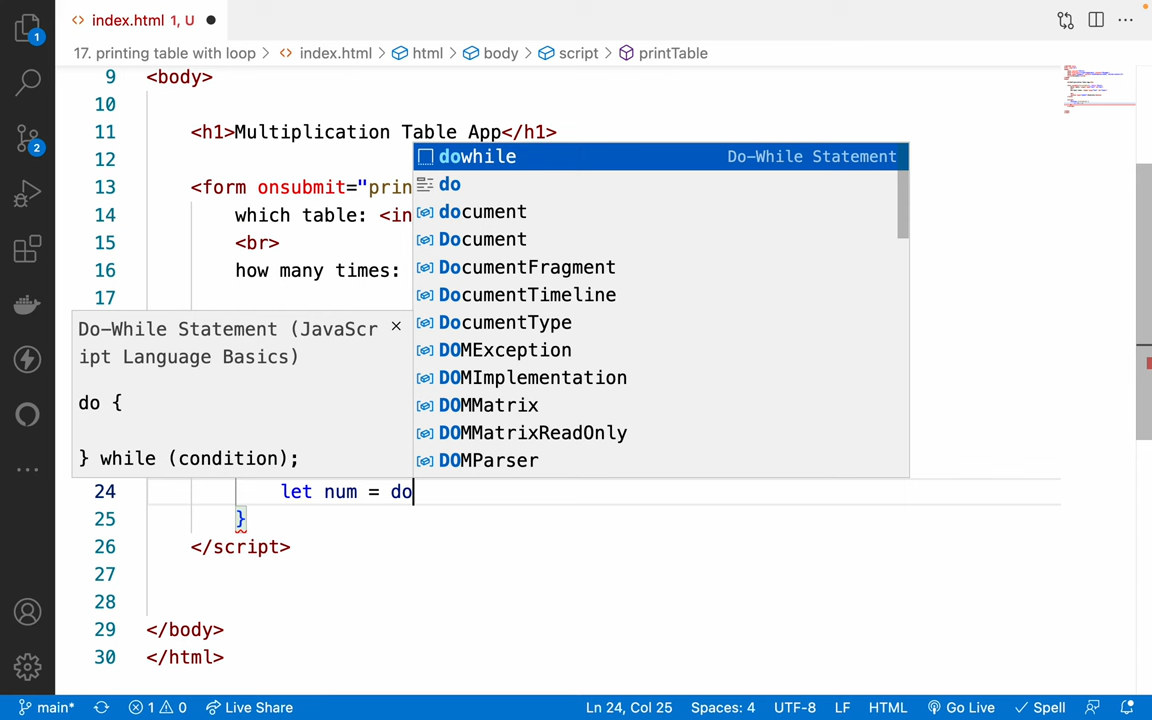 index.html 1, U
17. printing table with loop > index.html > html > body > script > printTable
1
2
9 <body>
10
11 <h1>Multiplication Table App</h1>
12
13 <form onsubmit="prin
14 which table: <in
15 <br>
16 how many times:
17
dowhile Do-While Statement
do
document
Document
DocumentFragment
DocumentTimeline
DocumentType
DOMException
DOMImplementation
DOMMatrix
DOMMatrixReadOnly
DOMParser
Do-While Statement (JavaScr
ipt Language Basics)
do {
} while (condition);
24 let num = do
25 }
26 </script>
27
28
29 </body>
30 </html>
main* 1 0 Live Share Ln 24, Col 25 Spaces: 4 UTF-8 LF HTML Go Live Spell